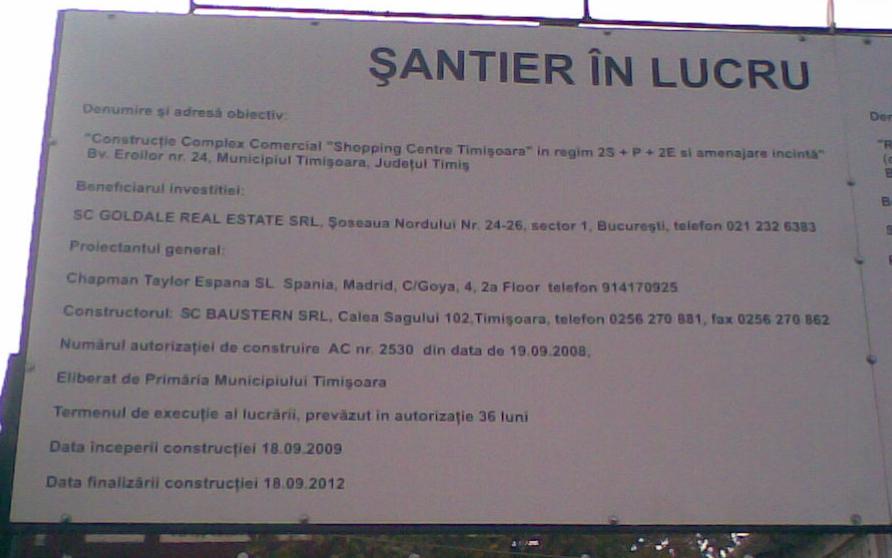 ŞANTIER ÎN LUCRU
Denumire şi adresă obiectiv:
"Construcţie Complex Comercial "Shopping Centre Timişoara" in regim 2S + P + 2E si amenajare incintă"
Bv. Eroilor nr. 24, Municipiul Timişoara, Judeţul Timiş
Beneficiarul investitiei:
SC GOLDALE REAL ESTATE SRL, Şoseaua Nordului Nr. 24-26, sector 1, Bucureşti, telefon 021 232 6383
Proiectantul general:
Chapman Taylor Espana SL Spania, Madrid, C/Goya, 4, 2a Floor telefon 914170925
Constructorul: SC BAUSTERN SRL, Calea Sagului 102,Timişoara, telefon 0256 270 881, fax 0256 270 862
Numărul autorizaţiei de construire AC nr. 2530 din data de 19.09.2008,
Eliberat de Primăria Municipiului Timişoara
Termenul de execuţie al lucrării, prevăzut in autorizaţie 36 luni
Data începerii construcţiei 18.09.2009
Data finalizării construcţiei 18.09.2012
Der